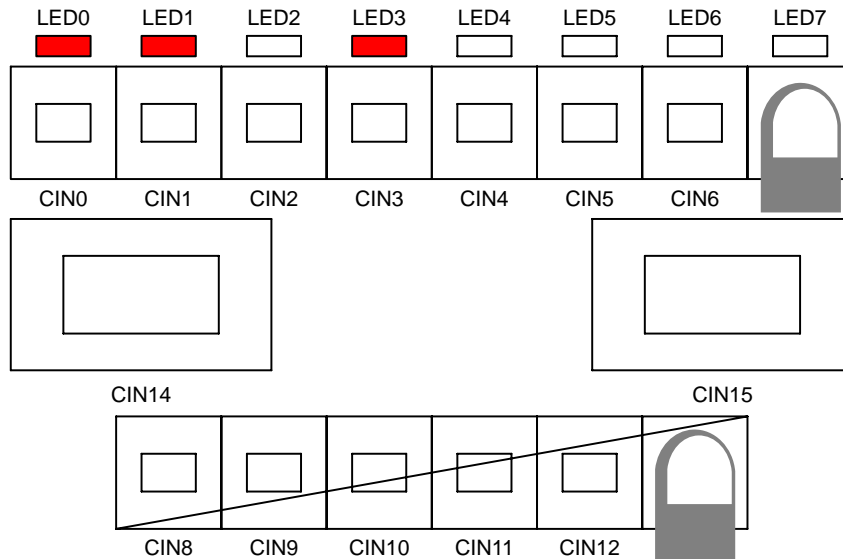 LED0 LED1 LED2 LED3 LED4 LED5 LED6 LED7
CIN0 CIN1 CIN2 CIN3 CIN4 CIN5 CIN6
CIN14 CIN15
CIN8 CIN9 CIN10 CIN11 CIN12